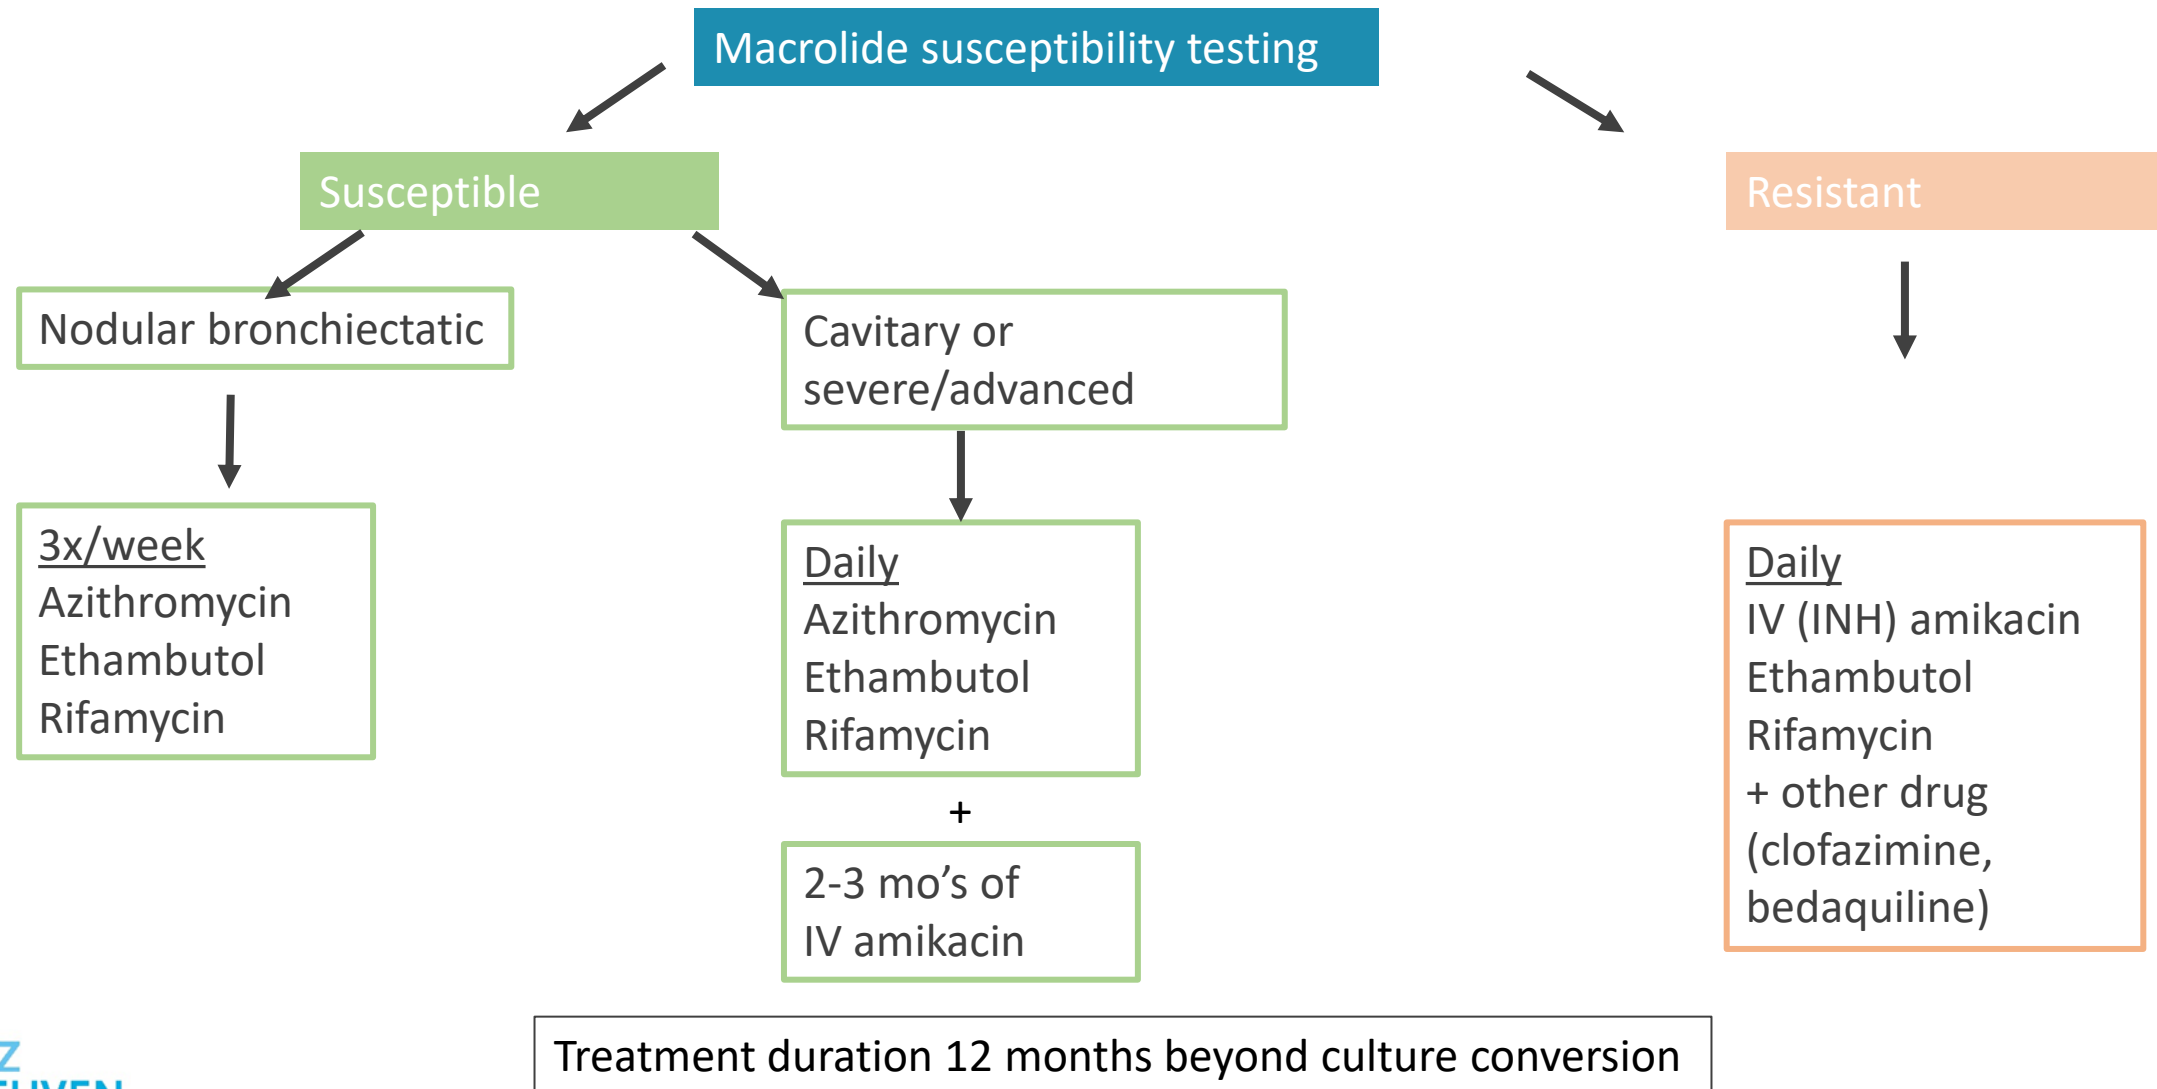 Macrolide susceptibility testing
Susceptible
Resistant
Nodular bronchiectatic
Cavitary or
severe/advanced
3x/week
Azithromycin
Ethambutol
Rifamycin
Daily
Azithromycin
Ethambutol
Rifamycin
+
2-3 mo's of
IV amikacin
Daily
IV (INH) amikacin
Ethambutol
Rifamycin
+ other drug
(clofazimine,
bedaquiline)
Treatment duration 12 months beyond culture conversion